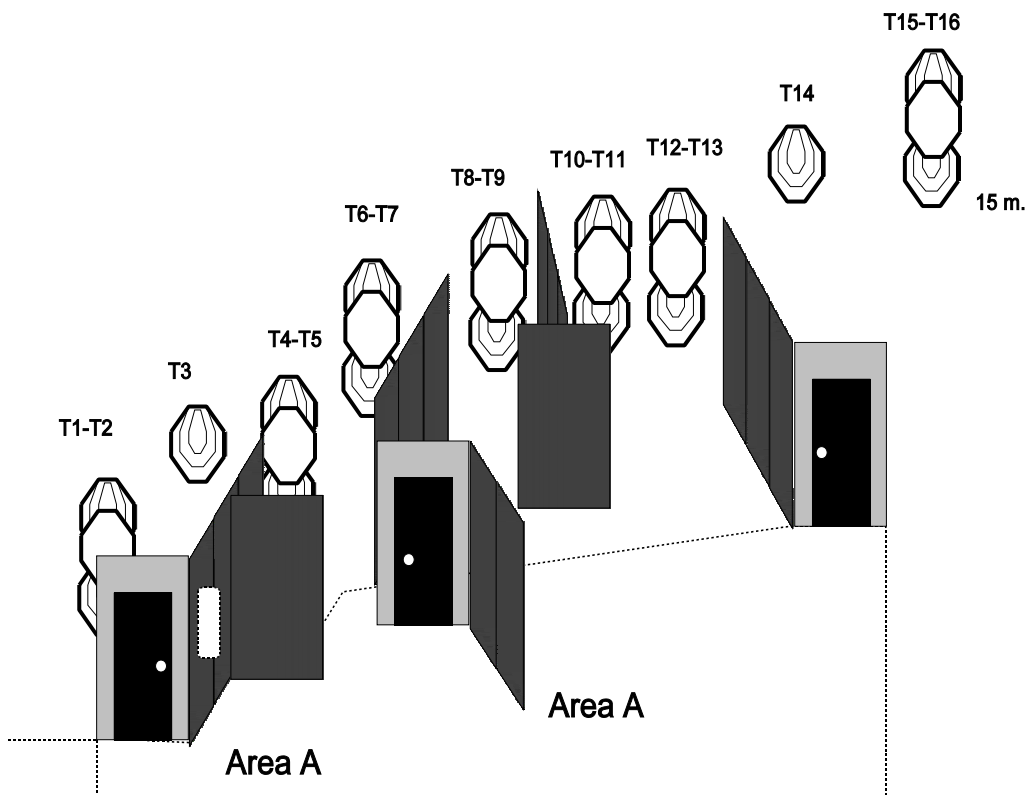 T15-T16
T14
T12-T13
T10-T11
T8-T9
15 m.
T6-T7
T4-T5
T3
T1-T2
Area A
Area A